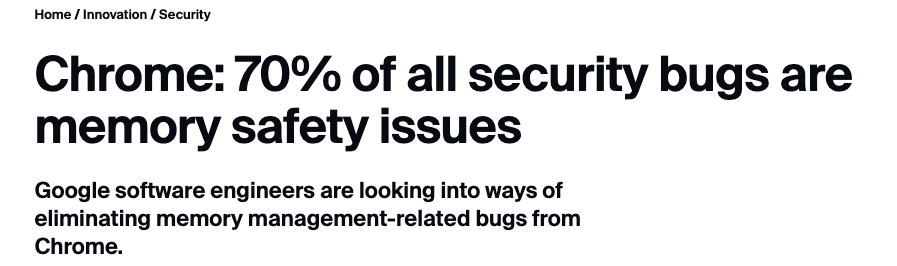 Home / Innovation / Security
Chrome: 70% of all security bugs are
memory safety issues
Google software engineers are looking into ways of
eliminating memory management-related bugs from
Chrome.